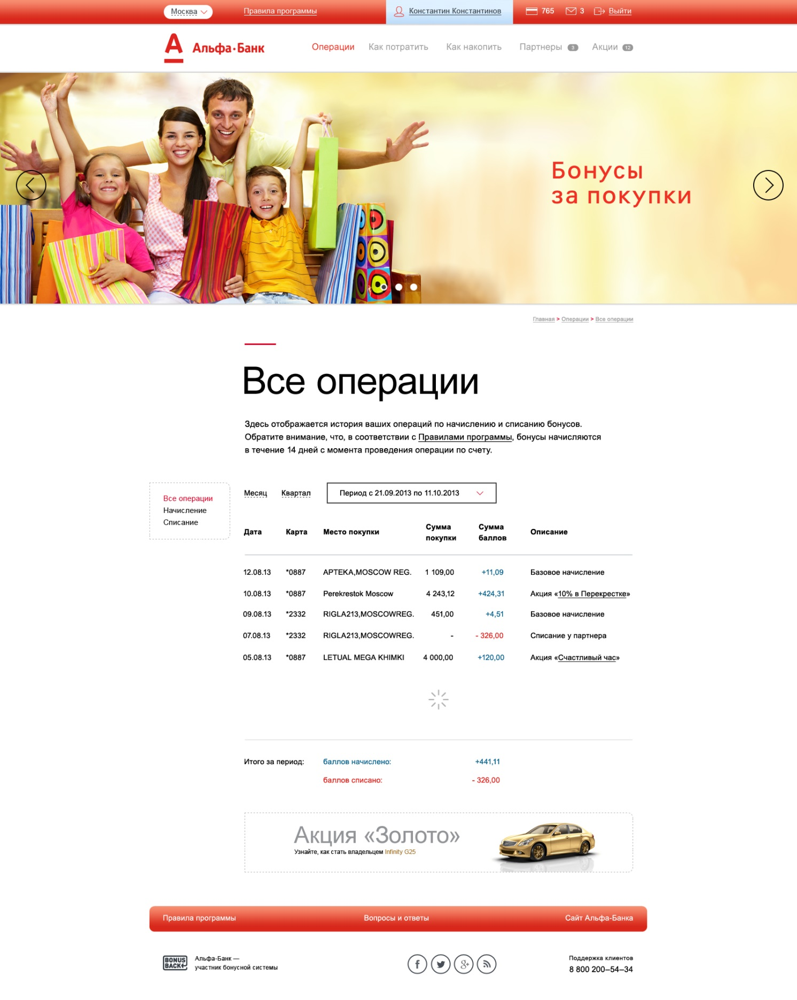 Москва
Правила программы
Константин Константинов
765
3
Выйти
А
Альфа·Банк
Операции
Как потратить
Как накопить
Партнеры 3
Акции 12
Бонусы
за покупки
Главная > Операции > Все операции
Все операции
Здесь отображается история ваших операций по начислению и списанию бонусов.
Обратите внимание, что, в соответствии с Правилами программы, бонусы начисляются
в течение 14 дней с момента проведения операции по счету.
Все операции
Начисление
Списание
Месяц Квартал Период с 21.09.2013 по 11.10.2013
Дата Карта Место покупки Сумма покупки Сумма баллов Описание
12.08.13 *0887 APTEKA,MOSCOW REG. 1 109,00 +11,09 Базовое начисление
10.08.13 *0887 Perekrestok Moscow 4 243,12 +424,31 Акция «10% в Перекрестке»
09.08.13 *2332 RIGLA213,MOSCOWREG. 451,00 +4,51 Базовое начисление
07.08.13 *2332 RIGLA213,MOSCOWREG. - - 326,00 Списание у партнера
05.08.13 *0887 LETUAL MEGA KHIMKI 4 000,00 +120,00 Акция «Счастливый час»
Итого за период: баллов начислено: +441,11
баллов списано: - 326,00
Акция «Золото»
Узнайте, как стать владельцем Infinity G25
Правила программы
Вопросы и ответы
Сайт Альфа-Банка
BONUS
BACK
Альфа-Банк —
участник бонусной системы
f
g+
Поддержка клиентов
8 800 200–54–34